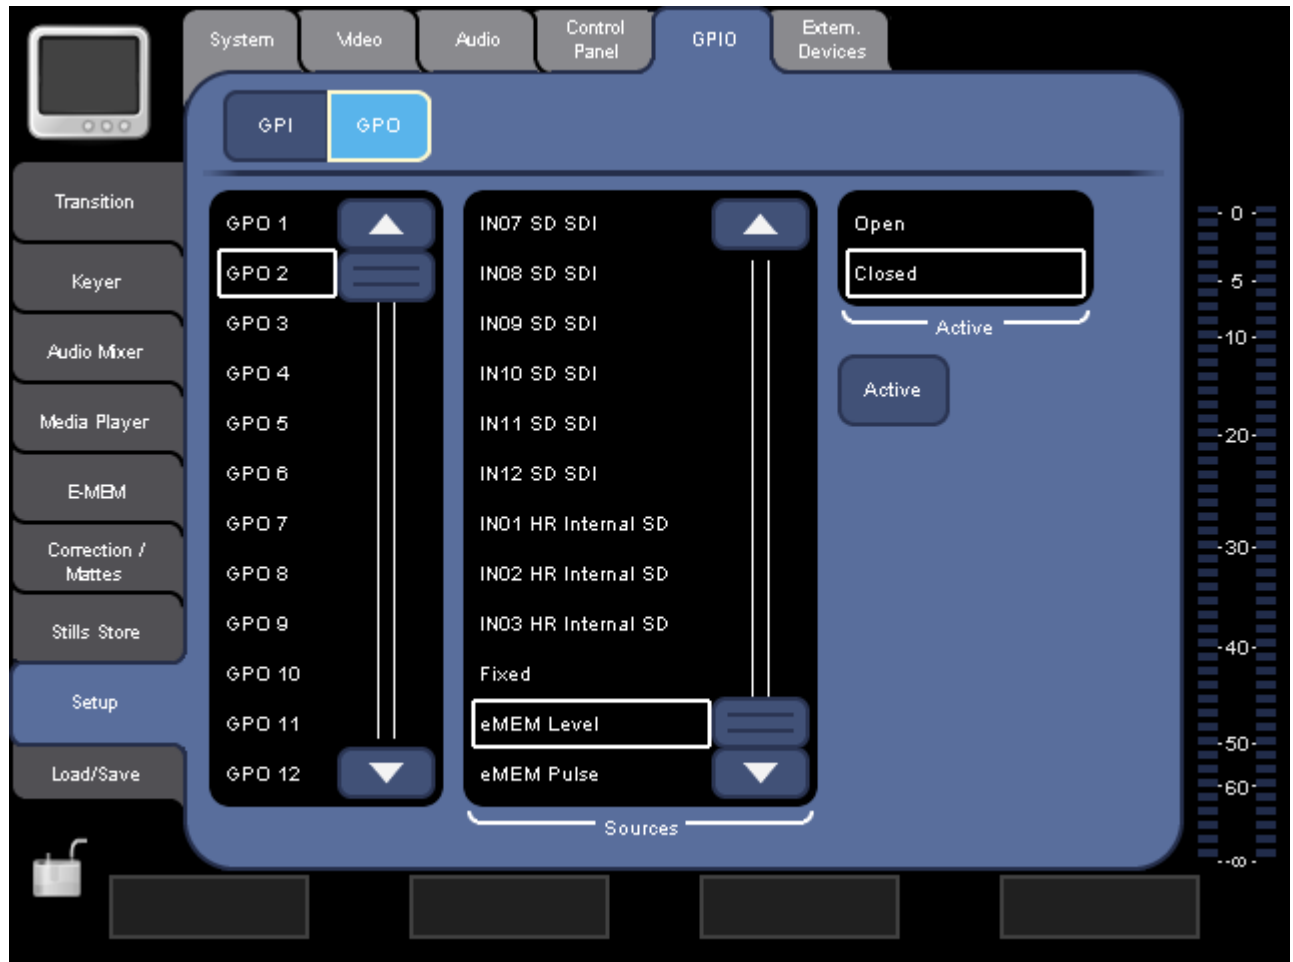 System
Video
Audio
Control
Panel
GPIO
Extern.
Devices
GPI
GPO
Transition
Keyer
Audio Mixer
Media Player
E-MEM
Correction /
Mattes
Stills Store
Setup
Load/Save
GPO 1
GPO 2
GPO 3
GPO 4
GPO 5
GPO 6
GPO 7
GPO 8
GPO 9
GPO 10
GPO 11
GPO 12
IN07 SD SDI
IN08 SD SDI
IN09 SD SDI
IN10 SD SDI
IN11 SD SDI
IN12 SD SDI
IN01 HR Internal SD
IN02 HR Internal SD
IN03 HR Internal SD
Fixed
eMEM Level
eMEM Pulse
Sources
Open
Closed
Active
Active
- 0 -
- 5 -
-10-
-20-
-30-
-40-
-50-
-60-
--∞-